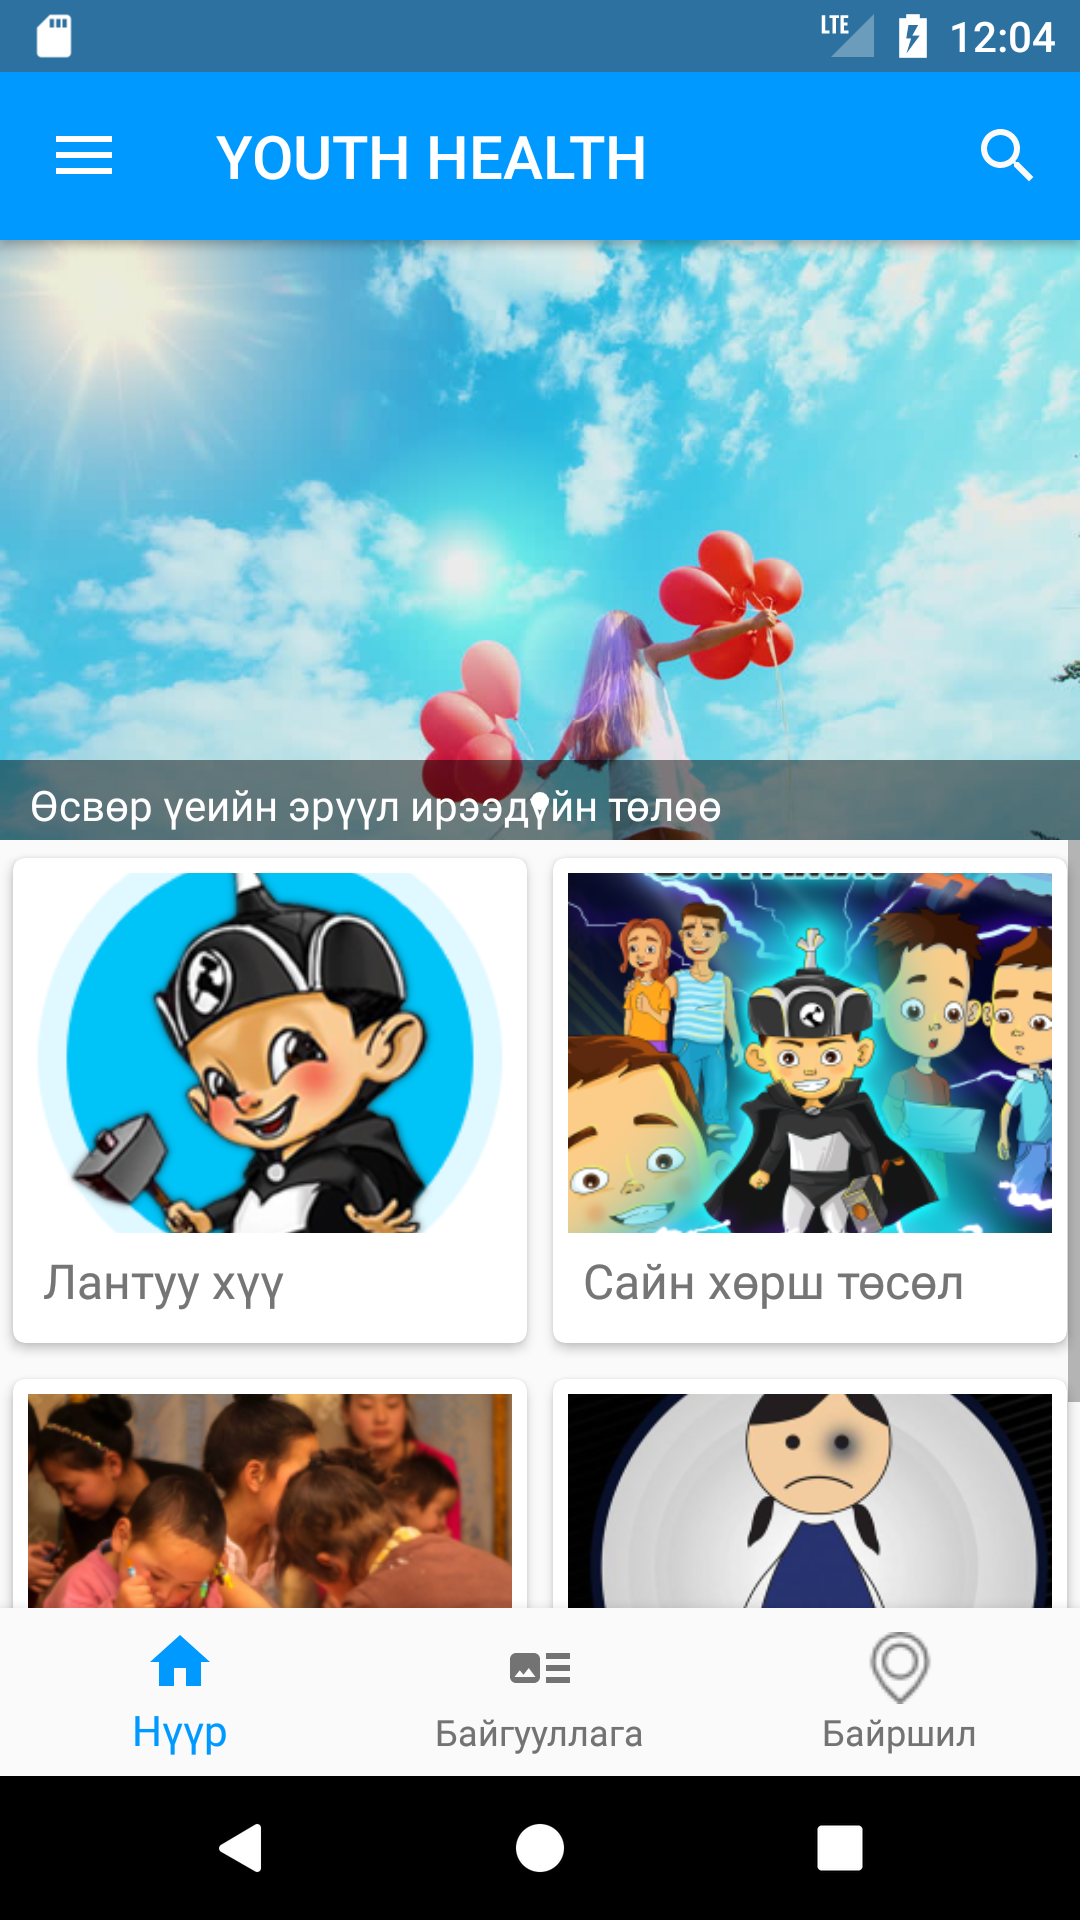 LTE 12:04
YOUTH HEALTH
Өсвөр үеийн эрүүл ирээдүйн төлөө
Лантуу хүү
Сайн хөрш төсөл
Нүүр
Байгууллага
Байршил